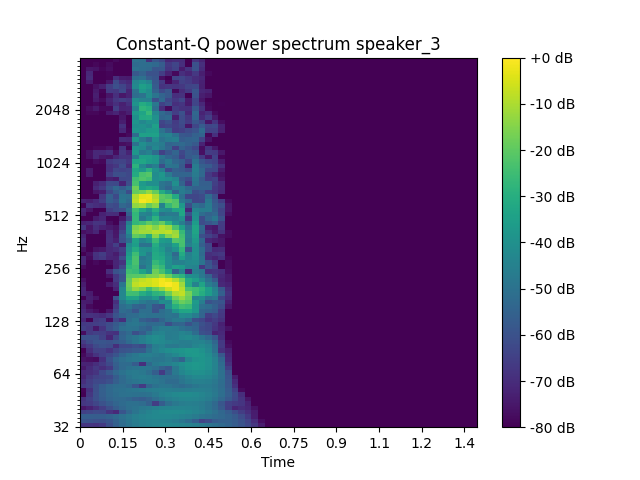 Constant-Q power spectrum speaker_3
+0 dB
-10 dB
-20 dB
-30 dB
-40 dB
-50 dB
-60 dB
-70 dB
-80 dB
2048
1024
512
256
128
64
32
Hz
0 0.15 0.3 0.45 0.6 0.75 0.9 1.1 1.2 1.4
Time